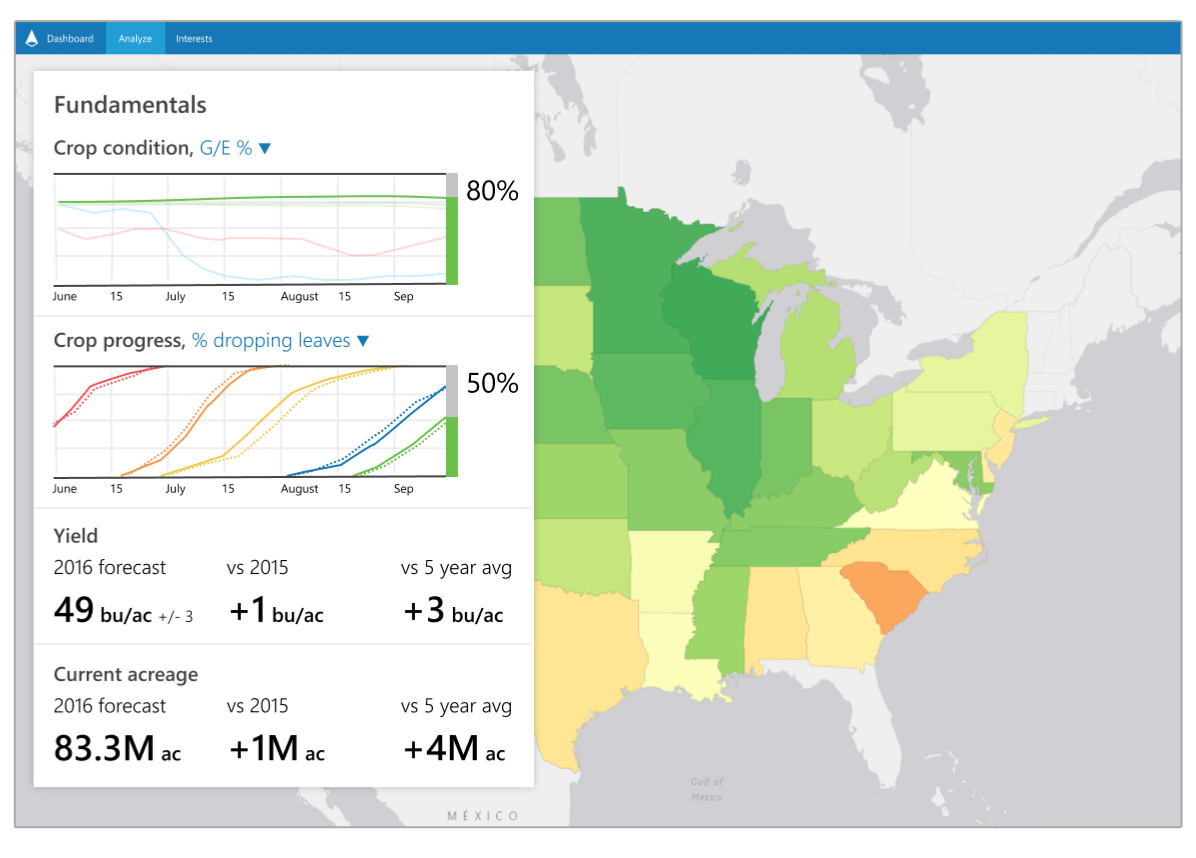 Dashboard Analyze Interests
Fundamentals
Crop condition, G/E % ▼
80%
June 15 July 15 August 15 Sep
Crop progress, % dropping leaves ▼
50%
June 15 July 15 August 15 Sep
Yield
2016 forecast vs 2015 vs 5 year avg
49 bu/ac +/- 3 +1 bu/ac +3 bu/ac
Current acreage
2016 forecast vs 2015 vs 5 year avg
83.3M ac +1M ac +4M ac
Gulf of
Mexico
MÉXICO